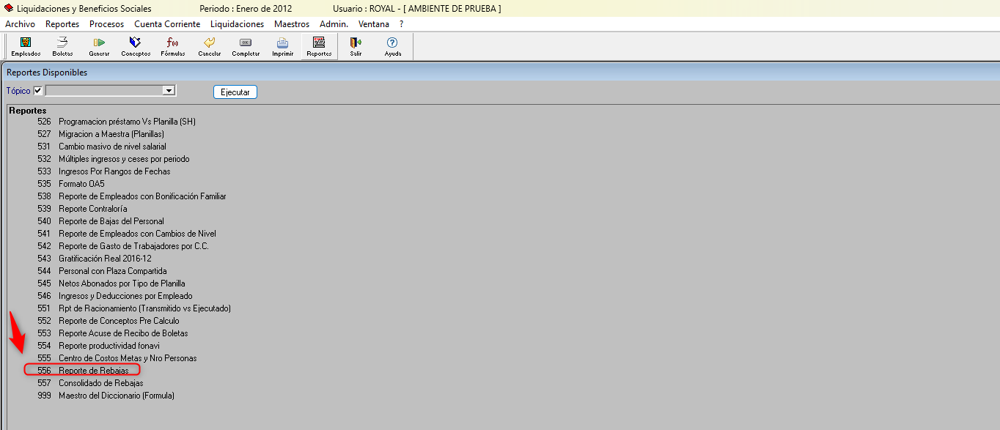 Liquidaciones y Beneficios Sociales Periodo : Enero de 2012 Usuario : ROYAL - [ AMBIENTE DE PRUEBA ]
Archivo Reportes Procesos Cuenta Corriente Liquidaciones Maestros Admin. Ventana ?
Empleados Boletas Generar Conceptos Fórmulas Cancelar Completar Imprimir Reportes Salir Ayuda
Reportes Disponibles
Tópico Ejecutar
Reportes
526 Programacion préstamo Vs Planilla (SH)
527 Migracion a Maestra (Planillas)
531 Cambio masivo de nivel salarial
532 Múltiples ingresos y ceses por periodo
533 Ingresos Por Rangos de Fechas
535 Formato OA5
538 Reporte de Empleados con Bonificación Familiar
539 Reporte Contraloría
540 Reporte de Bajas del Personal
541 Reporte de Empleados con Cambios de Nivel
542 Reporte de Gasto de Trabajadores por C.C.
543 Gratificación Real 2016-12
544 Personal con Plaza Compartida
545 Netos Abonados por Tipo de Planilla
546 Ingresos y Deducciones por Empleado
551 Rpt de Racionamiento (Transmitido vs Ejecutado)
552 Reporte de Conceptos Pre Calculo
553 Reporte Acuse de Recibo de Boletas
554 Reporte productividad fonavi
555 Centro de Costos Metas y Nro Personas
556 Reporte de Rebajas
557 Consolidado de Rebajas
999 Maestro del Diccionario (Formula)